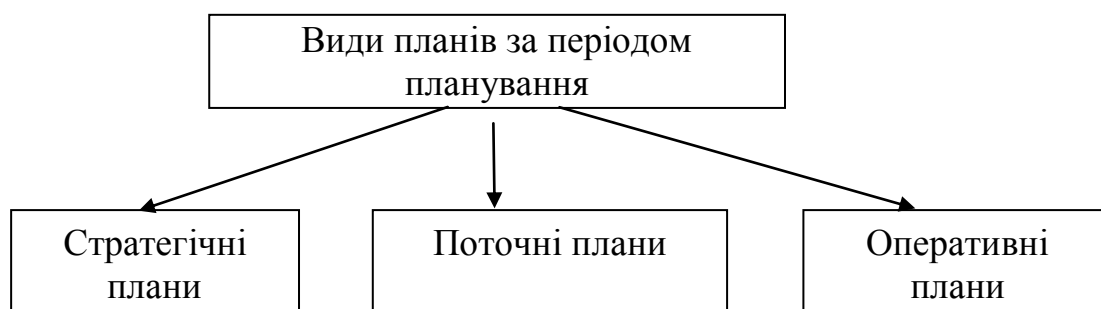 Види планів за періодом
планування
Стратегічні
плани
Поточні плани
Оперативні
плани